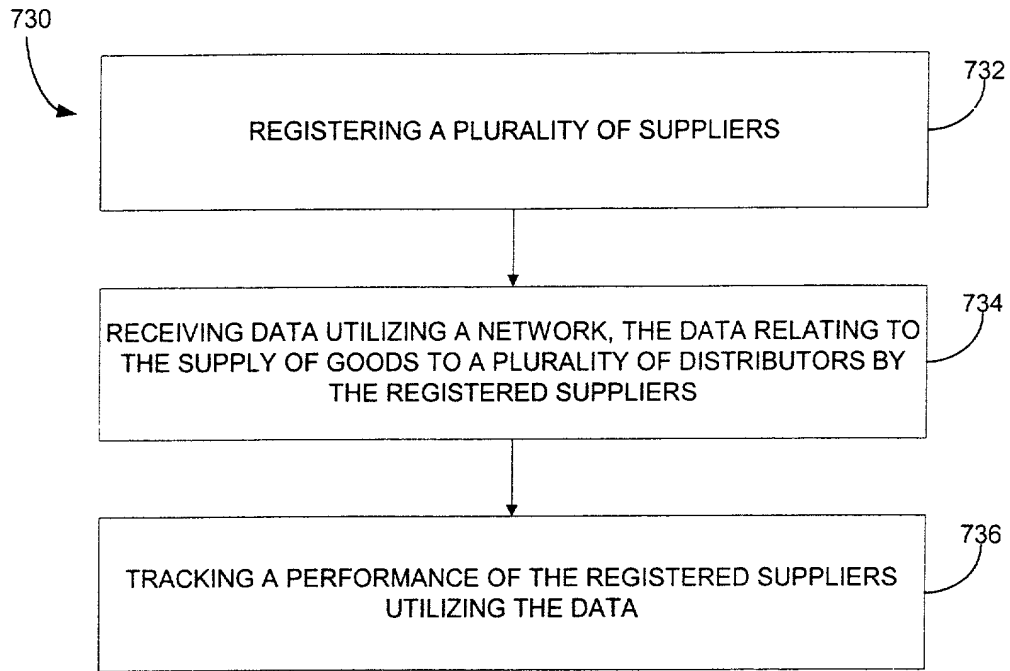 730
732
REGISTERING A PLURALITY OF SUPPLIERS
734
RECEIVING DATA UTILIZING A NETWORK, THE DATA RELATING TO
THE SUPPLY OF GOODS TO A PLURALITY OF DISTRIBUTORS BY
THE REGISTERED SUPPLIERS
736
TRACKING A PERFORMANCE OF THE REGISTERED SUPPLIERS
UTILIZING THE DATA